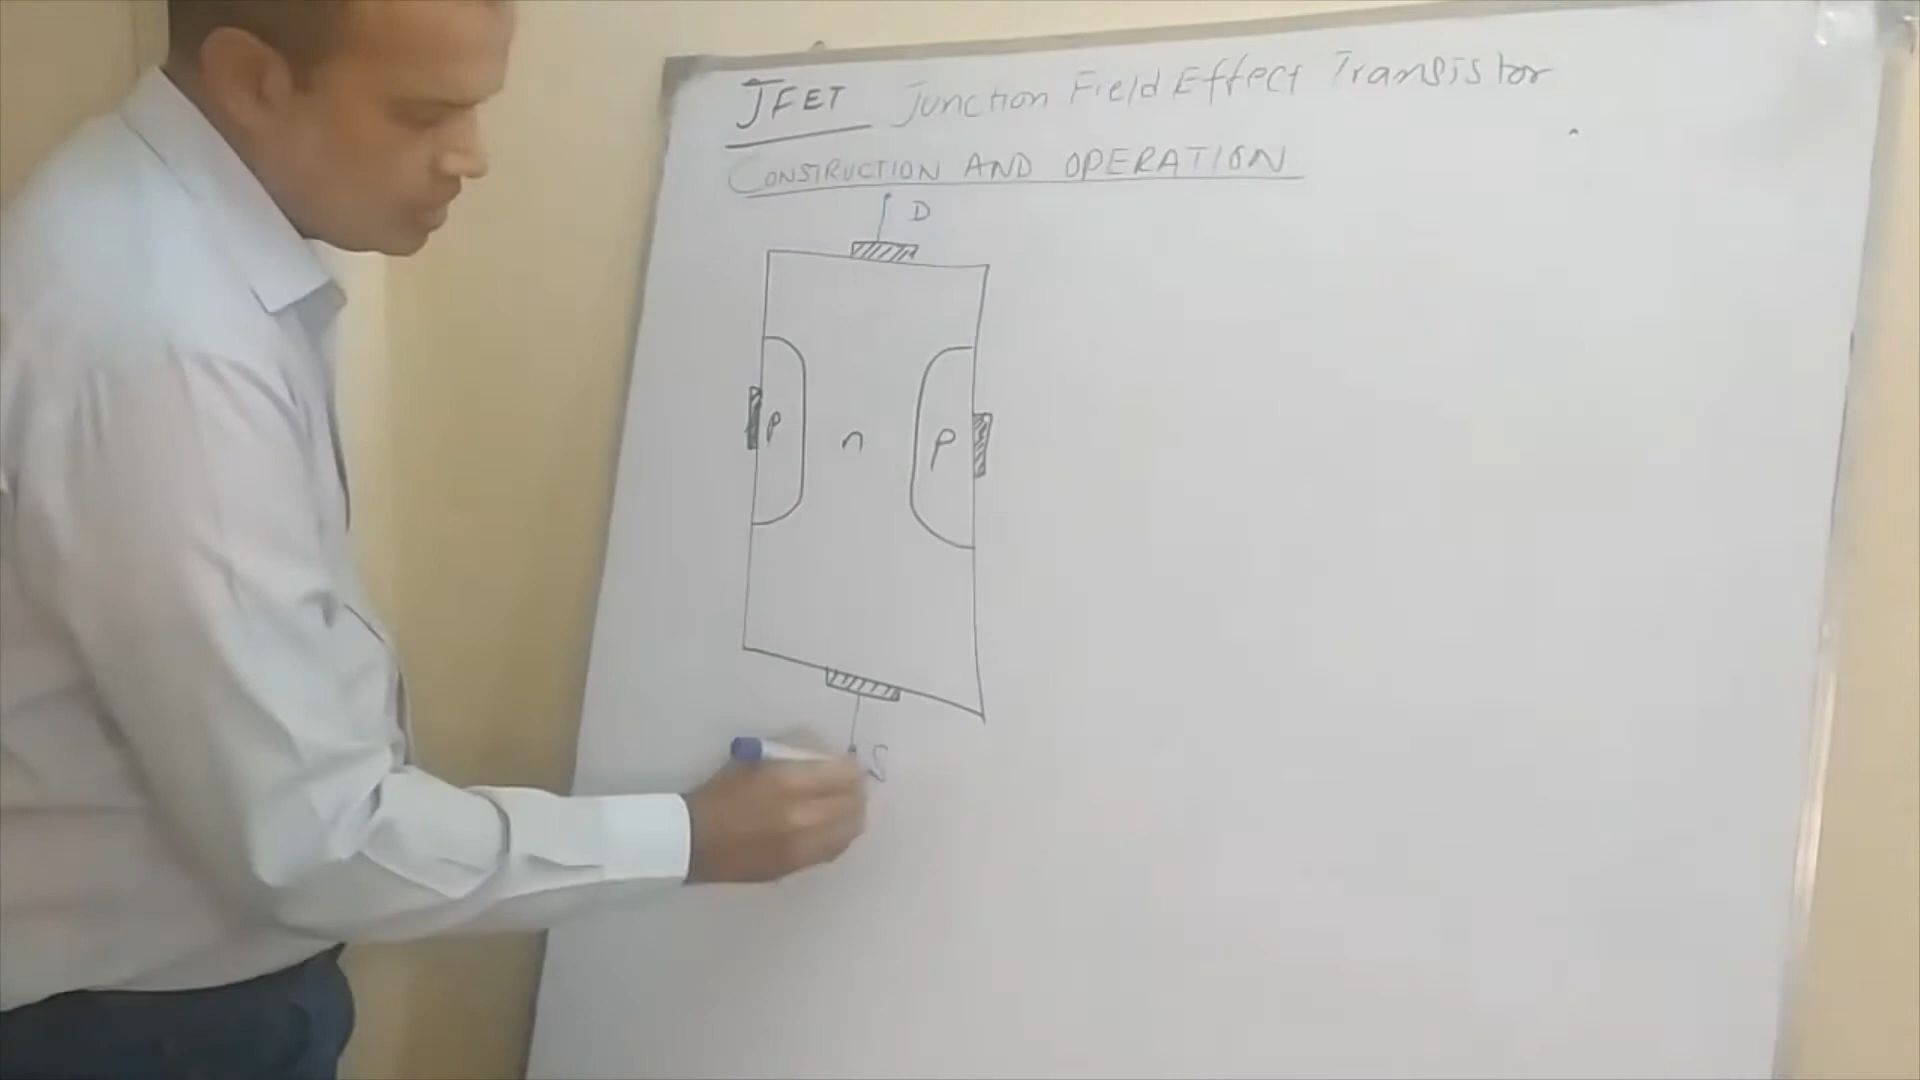 JFET Junction Field Effect Transistor
CONSTRUCTION AND OPERATION
D
p n p
S